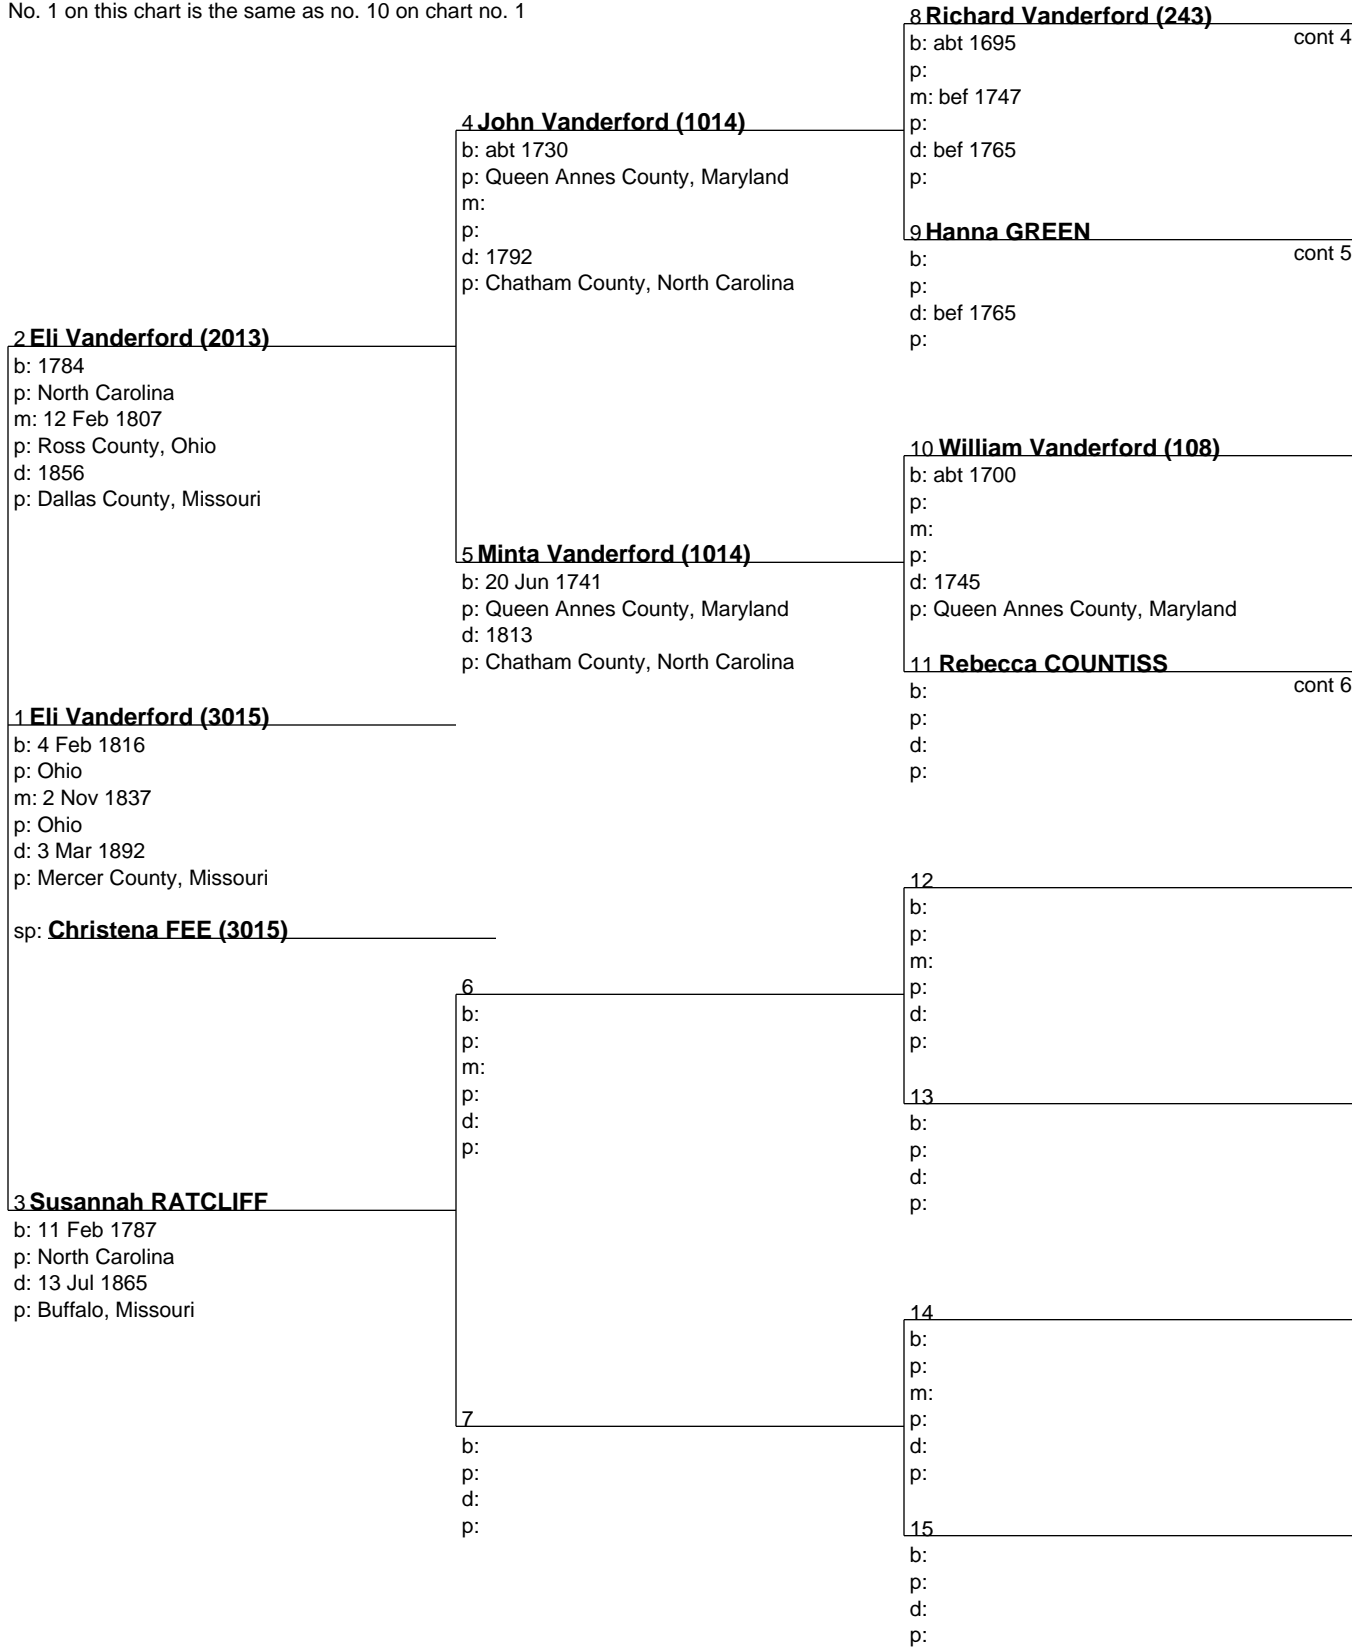 No. 1 on this chart is the same as no. 10 on chart no. 1
8 Richard Vanderford (243)
cont 4
b: abt 1695
p:
m: bef 1747
p:
d: bef 1765
p:
4 John Vanderford (1014)
b: abt 1730
p: Queen Annes County, Maryland
m:
p:
d: 1792
p: Chatham County, North Carolina
9 Hanna GREEN
cont 5
b:
p:
d: bef 1765
p:
2 Eli Vanderford (2013)
b: 1784
p: North Carolina
m: 12 Feb 1807
p: Ross County, Ohio
d: 1856
p: Dallas County, Missouri
10 William Vanderford (108)
b: abt 1700
p:
m:
p:
d: 1745
p: Queen Annes County, Maryland
5 Minta Vanderford (1014)
b: 20 Jun 1741
p: Queen Annes County, Maryland
d: 1813
p: Chatham County, North Carolina
11 Rebecca COUNTISS
cont 6
b:
p:
d:
p:
1 Eli Vanderford (3015)
b: 4 Feb 1816
p: Ohio
m: 2 Nov 1837
p: Ohio
d: 3 Mar 1892
p: Mercer County, Missouri
sp: Christena FEE (3015)
12
b:
p:
m:
p:
d:
p:
6
b:
p:
m:
p:
d:
p:
13
b:
p:
d:
p:
3 Susannah RATCLIFF
b: 11 Feb 1787
p: North Carolina
d: 13 Jul 1865
p: Buffalo, Missouri
14
b:
p:
m:
p:
d:
p:
7
b:
p:
d:
p:
15
b:
p:
d:
p: